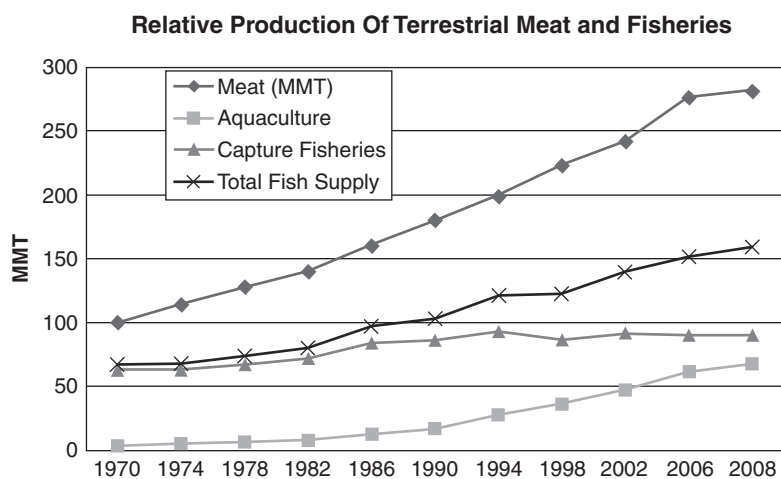 Relative Production Of Terrestrial Meat and Fisheries
300
250
200
150
100
50
0
MMT
Meat (MMT)
Aquaculture
Capture Fisheries
Total Fish Supply
1970 1974 1978 1982 1986 1990 1994 1998 2002 2006 2008